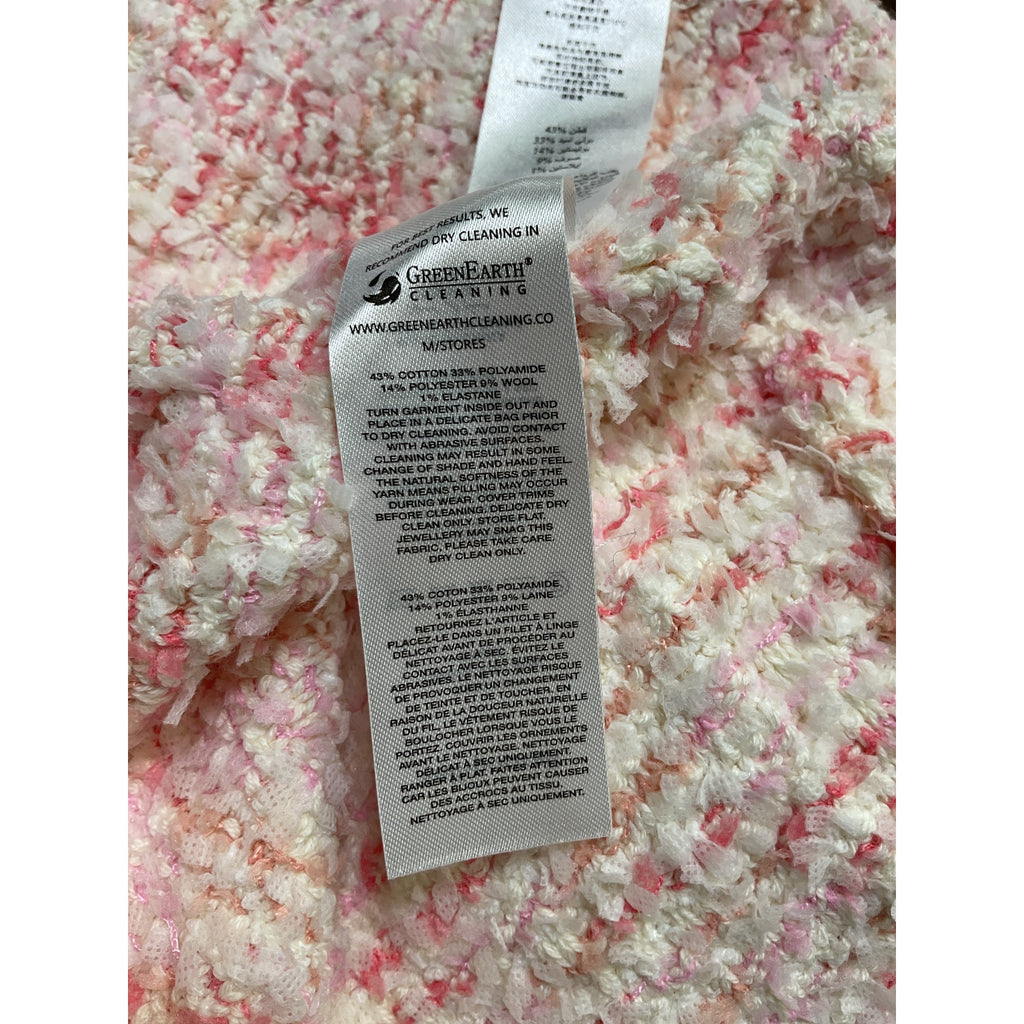 قطن 43%
14%
FOR BEST RESULTS, WE
RECOMMEND DRY CLEANING IN
GREENEARTH®
CLEANING
WWW.GREENEARTHCLEANING.CO
M/STORES
43% COTTON 33% POLYAMIDE
14% POLYESTER 9% WOOL
1% ELASTANE
TURN GARMENT INSIDE OUT AND
PLACE IN A DELICATE BAG PRIOR
TO DRY CLEANING. AVOID CONTACT
WITH ABRASIVE SURFACES.
CLEANING MAY RESULT IN SOME
CHANGE OF SHADE AND HAND FEEL.
THE NATURAL SOFTNESS OF THE
YARN MEANS PILLING MAY OCCUR
DURING WEAR. COVER TRIMS
BEFORE CLEANING. DELICATE DRY
CLEAN ONLY. STORE FLAT.
JEWELLERY MAY SNAG THIS
FABRIC, PLEASE TAKE CARE.
DRY CLEAN ONLY.
43% COTON 33% POLYAMIDE
14% POLYESTER 9% LAINE
1% ÉLASTHANNE
RETOURNEZ L'ARTICLE ET
PLACEZ-LE DANS UN FILET À LINGE
DÉLICAT AVANT DE PROCÉDER AU
NETTOYAGE À SEC. ÉVITEZ LE
CONTACT AVEC LES SURFACES
ABRASIVES. LE NETTOYAGE RISQUE
DE PROVOQUER UN CHANGEMENT
DE TEINTE ET DE TOUCHER. EN
RAISON DE LA DOUCEUR NATURELLE
DU FIL, LE VÊTEMENT RISQUE DE
BOULOCHER LORSQUE VOUS LE
PORTEZ. COUVRIR LES ORNEMENTS
AVANT LE NETTOYAGE. NETTOYAGE
DÉLICAT À SEC UNIQUEMENT.
RANGER À PLAT. FAITES ATTENTION
CAR LES BIJOUX PEUVENT CAUSER
DES ACCROCS AU TISSU.
NETTOYAGE À SEC UNIQUEMENT.